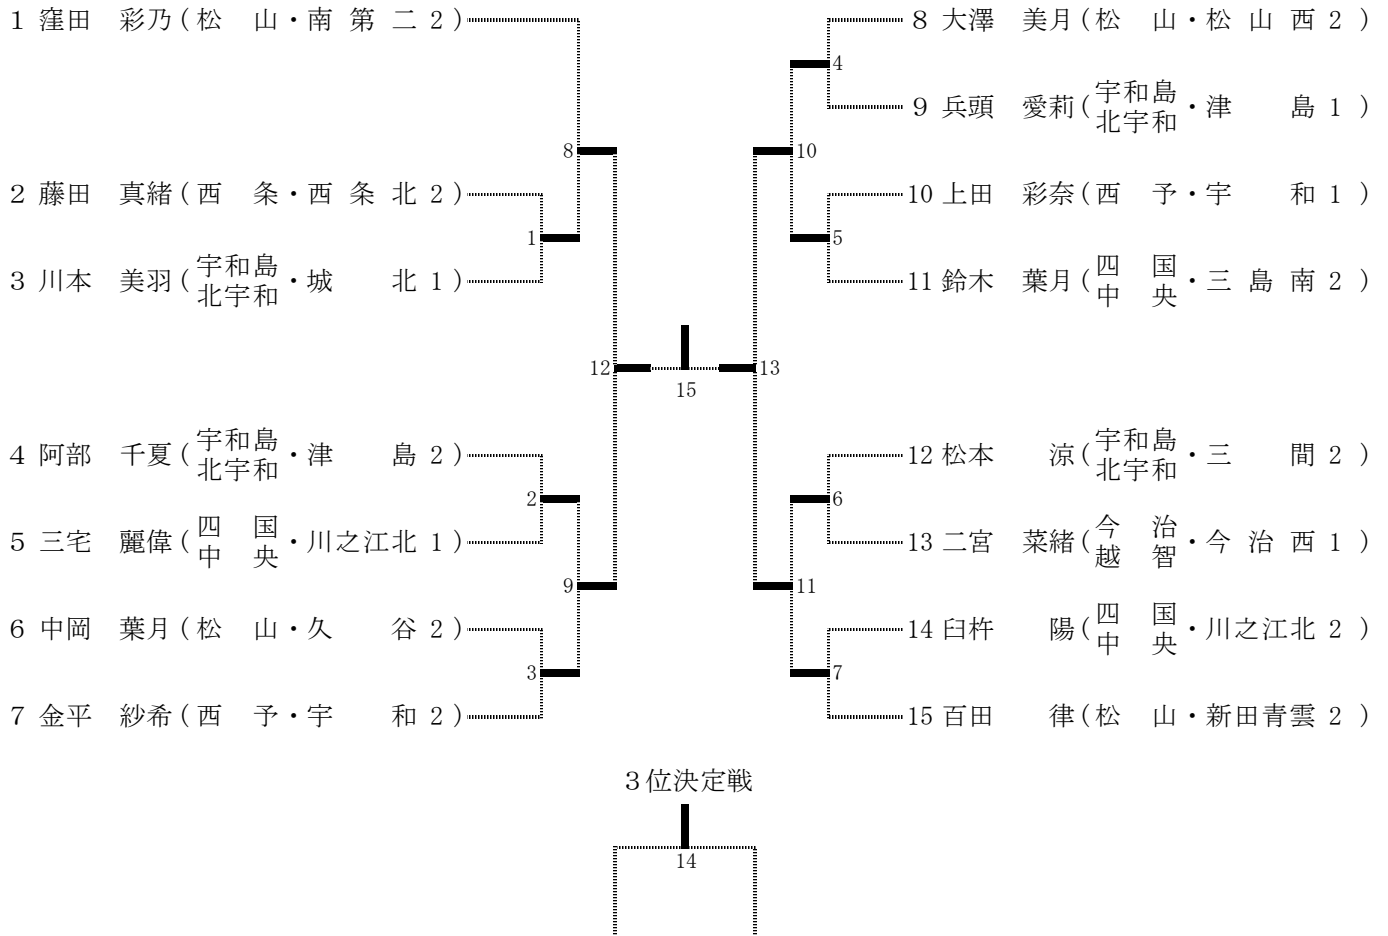 1 窪田 彩乃 ( 松 山・南 第 二 2 )
8
2 藤田 真緒 ( 西 条・西 条 北 2 )
1
3 川本 美羽 ( 宇和島 北宇和 ・城 北 1 )
12
4 阿部 千夏 ( 宇和島 北宇和 ・津 島 2 )
2
5 三宅 麗偉 ( 四国 中央 ・川之江北 1 )
9
6 中岡 葉月 ( 松 山・久 谷 2 )
3
7 金平 紗希 ( 西 予・宇 和 2 )
15
8 大澤 美月 ( 松 山・松 山 西 2 )
4
9 兵頭 愛莉 ( 宇和島 北宇和 ・津 島 1 )
10
10 上田 彩奈 ( 西 予・宇 和 1 )
5
11 鈴木 葉月 ( 四国 中央 ・三 島 南 2 )
13
12 松本 涼 ( 宇和島 北宇和 ・三 間 2 )
6
13 二宮 菜緒 ( 今治 越智 ・今 治 西 1 )
11
14 臼杵 陽 ( 四国 中央 ・川之江北 2 )
7
15 百田 律 ( 松 山・新田青雲 2 )
3位決定戦
14